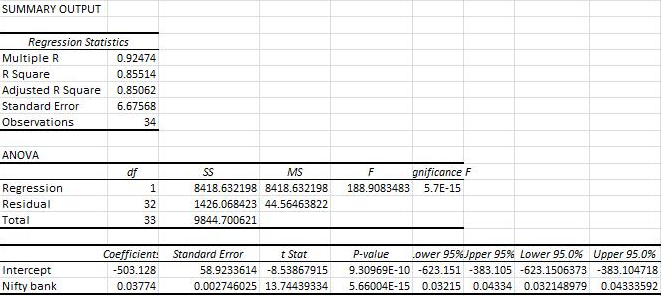 SUMMARY OUTPUT
Regression Statistics
Multiple R 0.92474
R Square 0.85514
Adjusted R Square 0.85062
Standard Error 6.67568
Observations 34
ANOVA
df SS MS F gnificance F
Regression 1 8418.632198 8418.632198 188.9083483 5.7E-15
Residual 32 1426.068423 44.56463822
Total 33 9844.700621
Coefficients Standard Error t Stat P-value .ower 95% Jpper 95% Lower 95.0% Upper 95.0%
Intercept -503.128 58.9233614 -8.53867915 9.30969E-10 -623.151 -383.105 -623.1506373 -383.104718
Nifty bank 0.03774 0.002746025 13.74439334 5.66004E-15 0.03215 0.04334 0.032148979 0.04333592